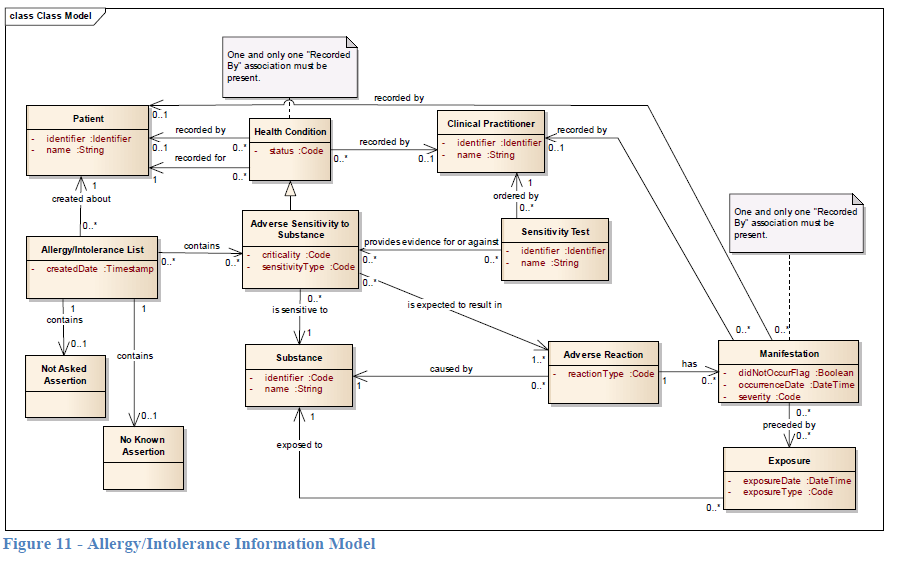 class Class Model
One and only one "Recorded
By" association must be
present.
recorded by
Patient
- identifier :Identifier
- name :String
0..1
recorded by
0..1
0..*
recorded for
1
0..*
Health Condition
- status :Code
recorded by
0..*
0..1
Clinical Practitioner
- identifier :Identifier
- name :String
recorded by
0..1
1
created about
0..*
1
ordered by
0..*
One and only one "Recorded
By" association must be
present.
Allergy/Intolerance List
- createdDate :Timestamp
contains
0..*
0..*
Adverse Sensitivity to
Substance
- criticality :Code
- sensitivityType :Code
provides evidence for or against
0..*
0..*
Sensitivity Test
- identifier :Identifier
- name :String
1
contains
0..1
1
contains
0..1
0..*
is sensitive to
1
0..*
is expected to result in
1..*
0..*
0..*
Not Asked
Assertion
No Known
Assertion
Substance
- identifier :Code
- name :String
caused by
1
0..*
Adverse Reaction
- reactionType :Code
has
1
0..*
Manifestation
- didNotOccurFlag :Boolean
- occurrenceDate :DateTime
- severity :Code
0..*
preceded by
0..*
1
exposed to
0..*
Exposure
- exposureDate :DateTime
- exposureType :Code
Figure 11 - Allergy/Intolerance Information Model